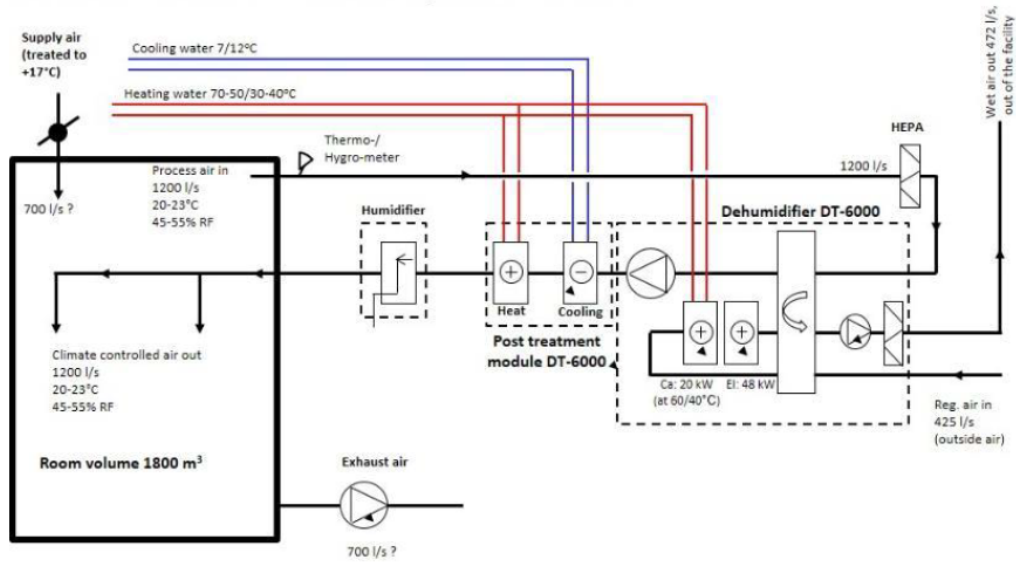 Supply air
(treated to
+17°C)
Cooling water 7/12°C
Heating water 70-50/30-40°C
Thermo-/
Hygro-meter
Process air in
1200 l/s
20-23°C
45-55% RF
700 l/s ?
HEPA
1200 l/s
Wet air out 472 l/s,
out of the facility
Humidifier
Dehumidifier DT-6000
Heat
Cooling
Post treatment
module DT-6000
Ca: 20 kW
(at 60/40°C)
El: 48 kW
Reg. air in
425 l/s
(outside air)
Climate controlled air out
1200 l/s
20-23°C
45-55% RF
Room volume 1800 m³
Exhaust air
700 l/s ?